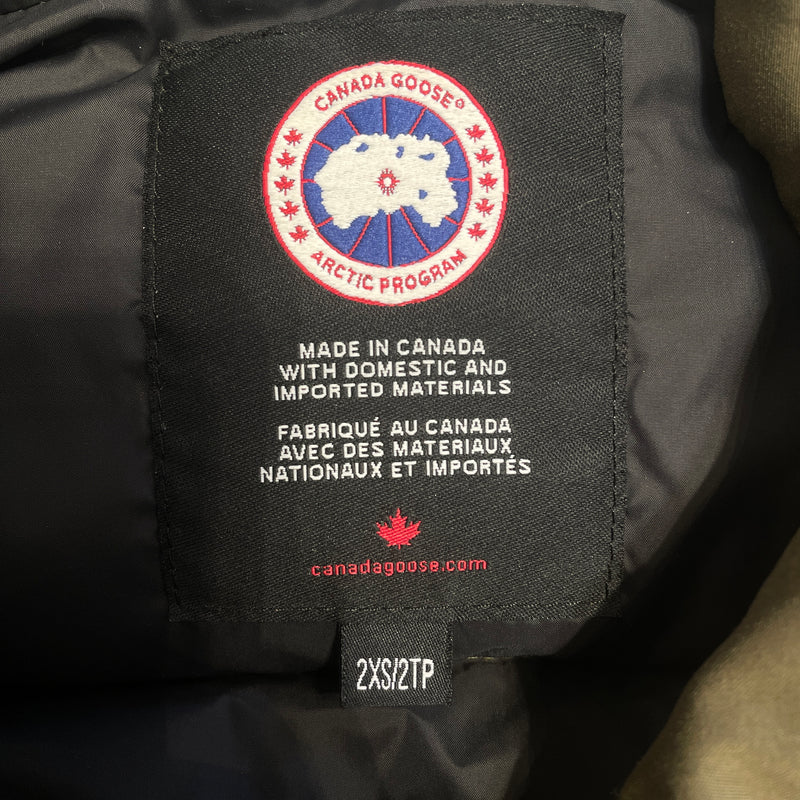 CANADA GOOSE®
ARCTIC PROGRAM
MADE IN CANADA
WITH DOMESTIC AND
IMPORTED MATERIALS
FABRIQUÉ AU CANADA
AVEC DES MATERIAUX
NATIONAUX ET IMPORTÉS
canadagoose.com
2XS/2TP